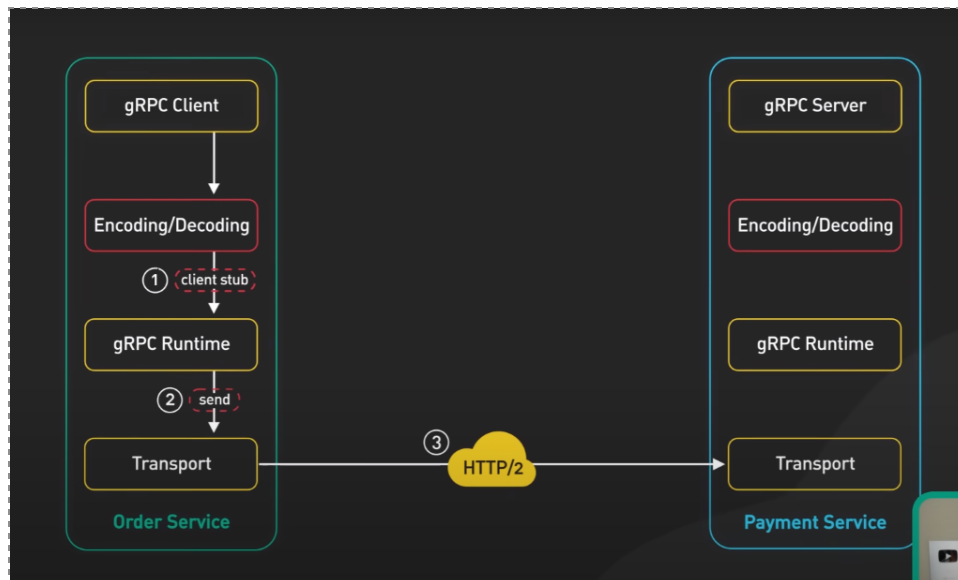 gRPC Client
Encoding/Decoding
1 client stub
gRPC Runtime
2 send
Transport
Order Service
3
HTTP/2
gRPC Server
Encoding/Decoding
gRPC Runtime
Transport
Payment Service